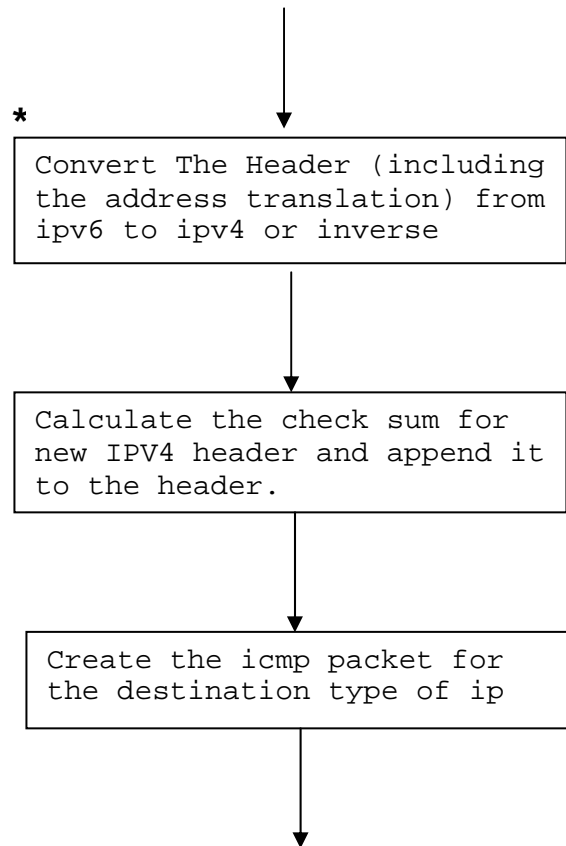 *
Convert The Header (including
the address translation) from
ipv6 to ipv4 or inverse
Calculate the check sum for
new IPV4 header and append it
to the header.
Create the icmp packet for
the destination type of ip